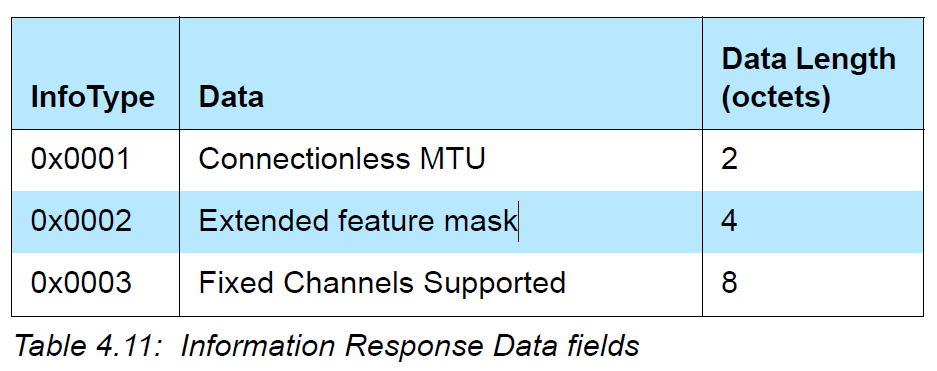 InfoType Data Data Length (octets)
0x0001 Connectionless MTU 2
0x0002 Extended feature mask 4
0x0003 Fixed Channels Supported 8
Table 4.11: Information Response Data fields